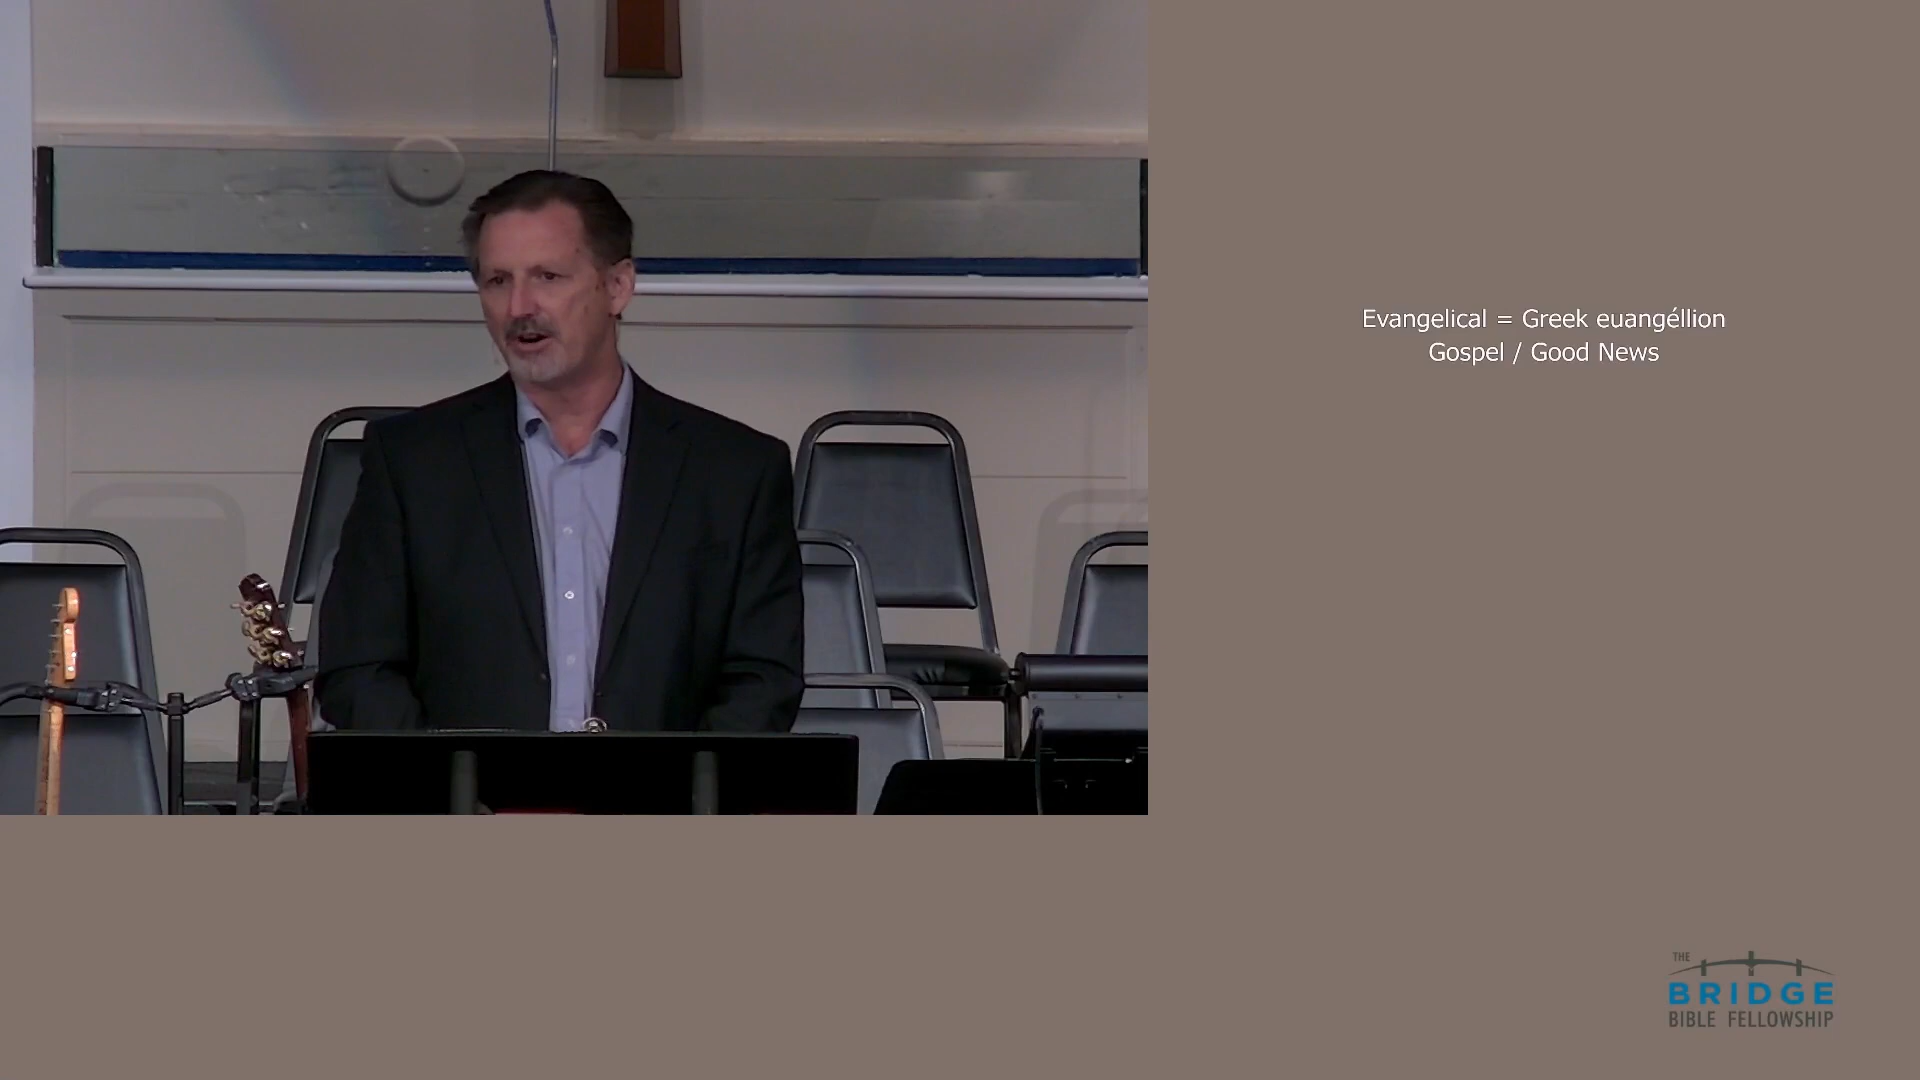 Evangelical = Greek euangéllion
Gospel / Good News
THE
BRIDGE
BIBLE FELLOWSHIP